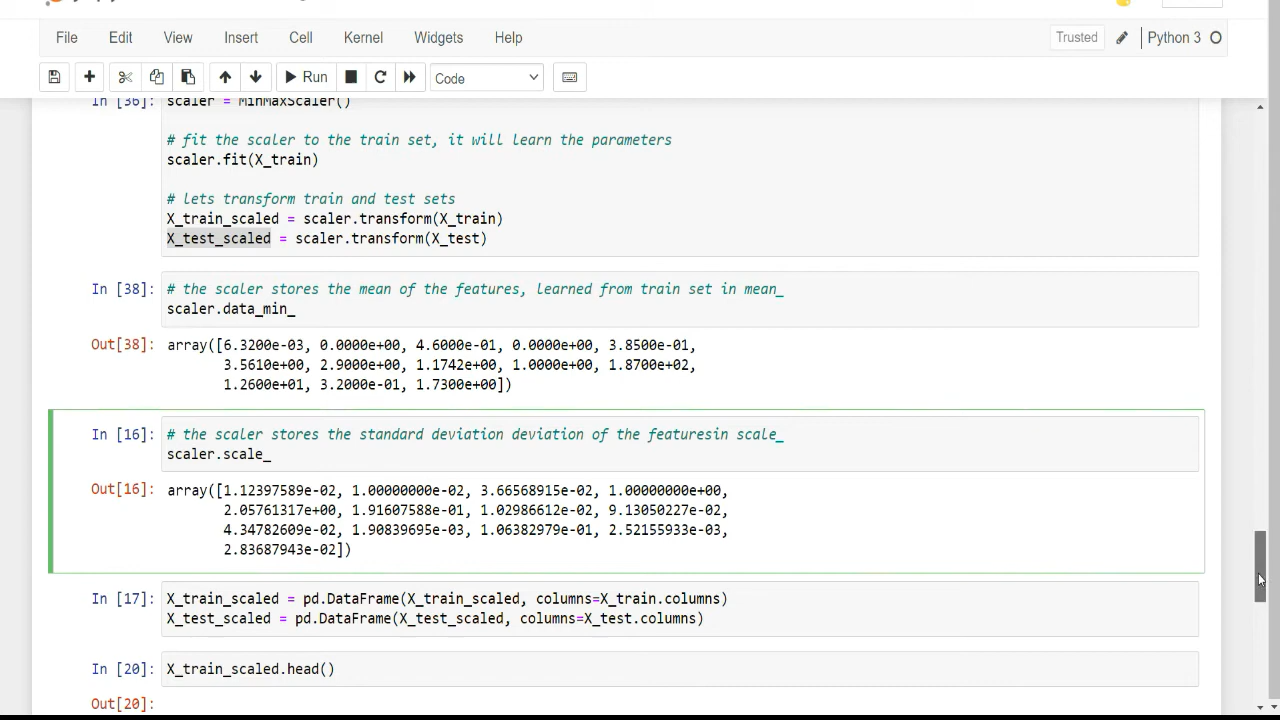 File Edit View Insert Cell Kernel Widgets Help Trusted Python 3
Run Code
In [36]: scaler = MinMaxScaler()
# fit the scaler to the train set, it will learn the parameters
scaler.fit(X_train)
# Lets transform train and test sets
X_train_scaled = scaler.transform(X_train)
X_test_scaled = scaler.transform(X_test)
In [38]: # the scaler stores the mean of the features, learned from train set in mean_
scaler.data_min_
Out[38]: array([6.3200e-03, 0.0000e+00, 4.6000e-01, 0.0000e+00, 3.8500e-01,
3.5610e+00, 2.9000e+00, 1.1742e+00, 1.0000e+00, 1.8700e+02,
1.2600e+01, 3.2000e-01, 1.7300e+00])
In [16]: # the scaler stores the standard deviation deviation of the featuresin scale_
scaler.scale_
Out[16]: array([1.12397589e-02, 1.00000000e-02, 3.66568915e-02, 1.00000000e+00,
2.05761317e+00, 1.91607588e-01, 1.02986612e-02, 9.13050227e-02,
4.34782609e-02, 1.90839695e-03, 1.06382979e-01, 2.52155933e-03,
2.83687943e-02])
In [17]: X_train_scaled = pd.DataFrame(X_train_scaled, columns=X_train.columns)
X_test_scaled = pd.DataFrame(X_test_scaled, columns=X_test.columns)
In [20]: X_train_scaled.head()
Out[20]: